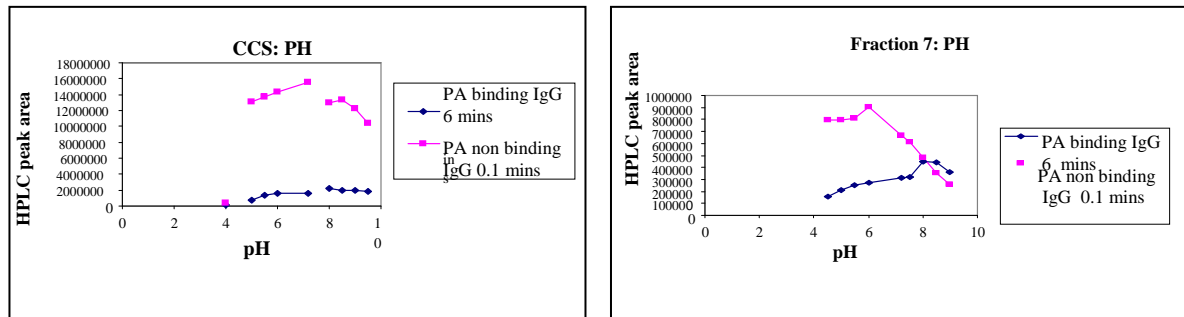 CCS: PH
HPLC peak area
18000000
16000000
14000000
12000000
10000000
8000000
6000000
4000000
2000000
0
0 2 4 6 8 1
0
pH
PA binding IgG
6 mins
PA non binding
in
IgG 0.1 mins
s
Fraction 7: PH
HPLC peak area
1000000
900000
800000
700000
600000
500000
400000
300000
200000
100000
0
0 2 4 6 8 10
pH
PA binding IgG
6 mins
PA non binding
IgG 0.1 mins